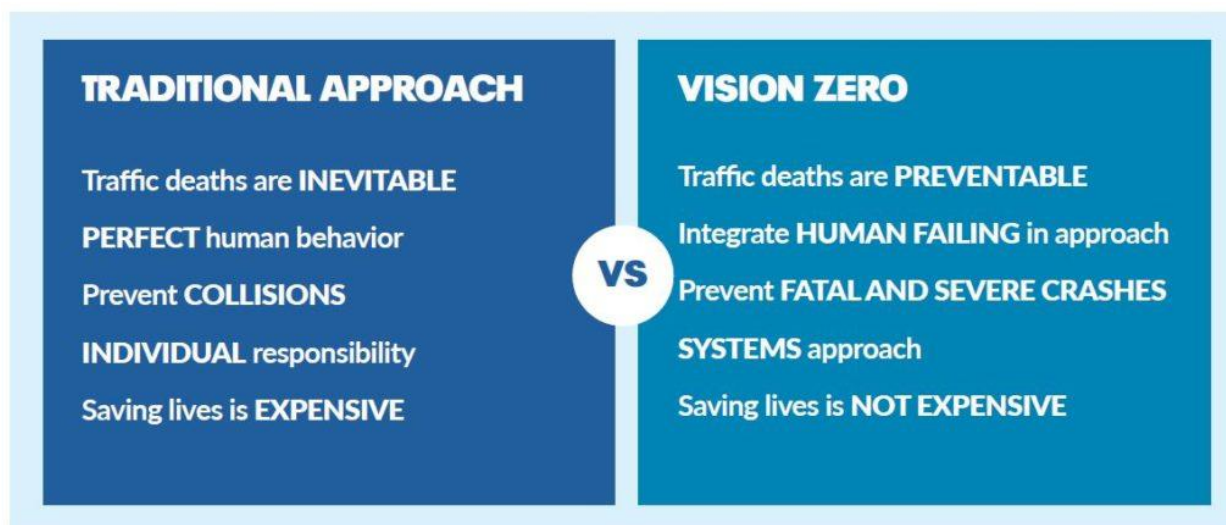 TRADITIONAL APPROACH
Traffic deaths are INEVITABLE
PERFECT human behavior
Prevent COLLISIONS
INDIVIDUAL responsibility
Saving lives is EXPENSIVE
VS
VISION ZERO
Traffic deaths are PREVENTABLE
Integrate HUMAN FAILING in approach
Prevent FATAL AND SEVERE CRASHES
SYSTEMS approach
Saving lives is NOT EXPENSIVE